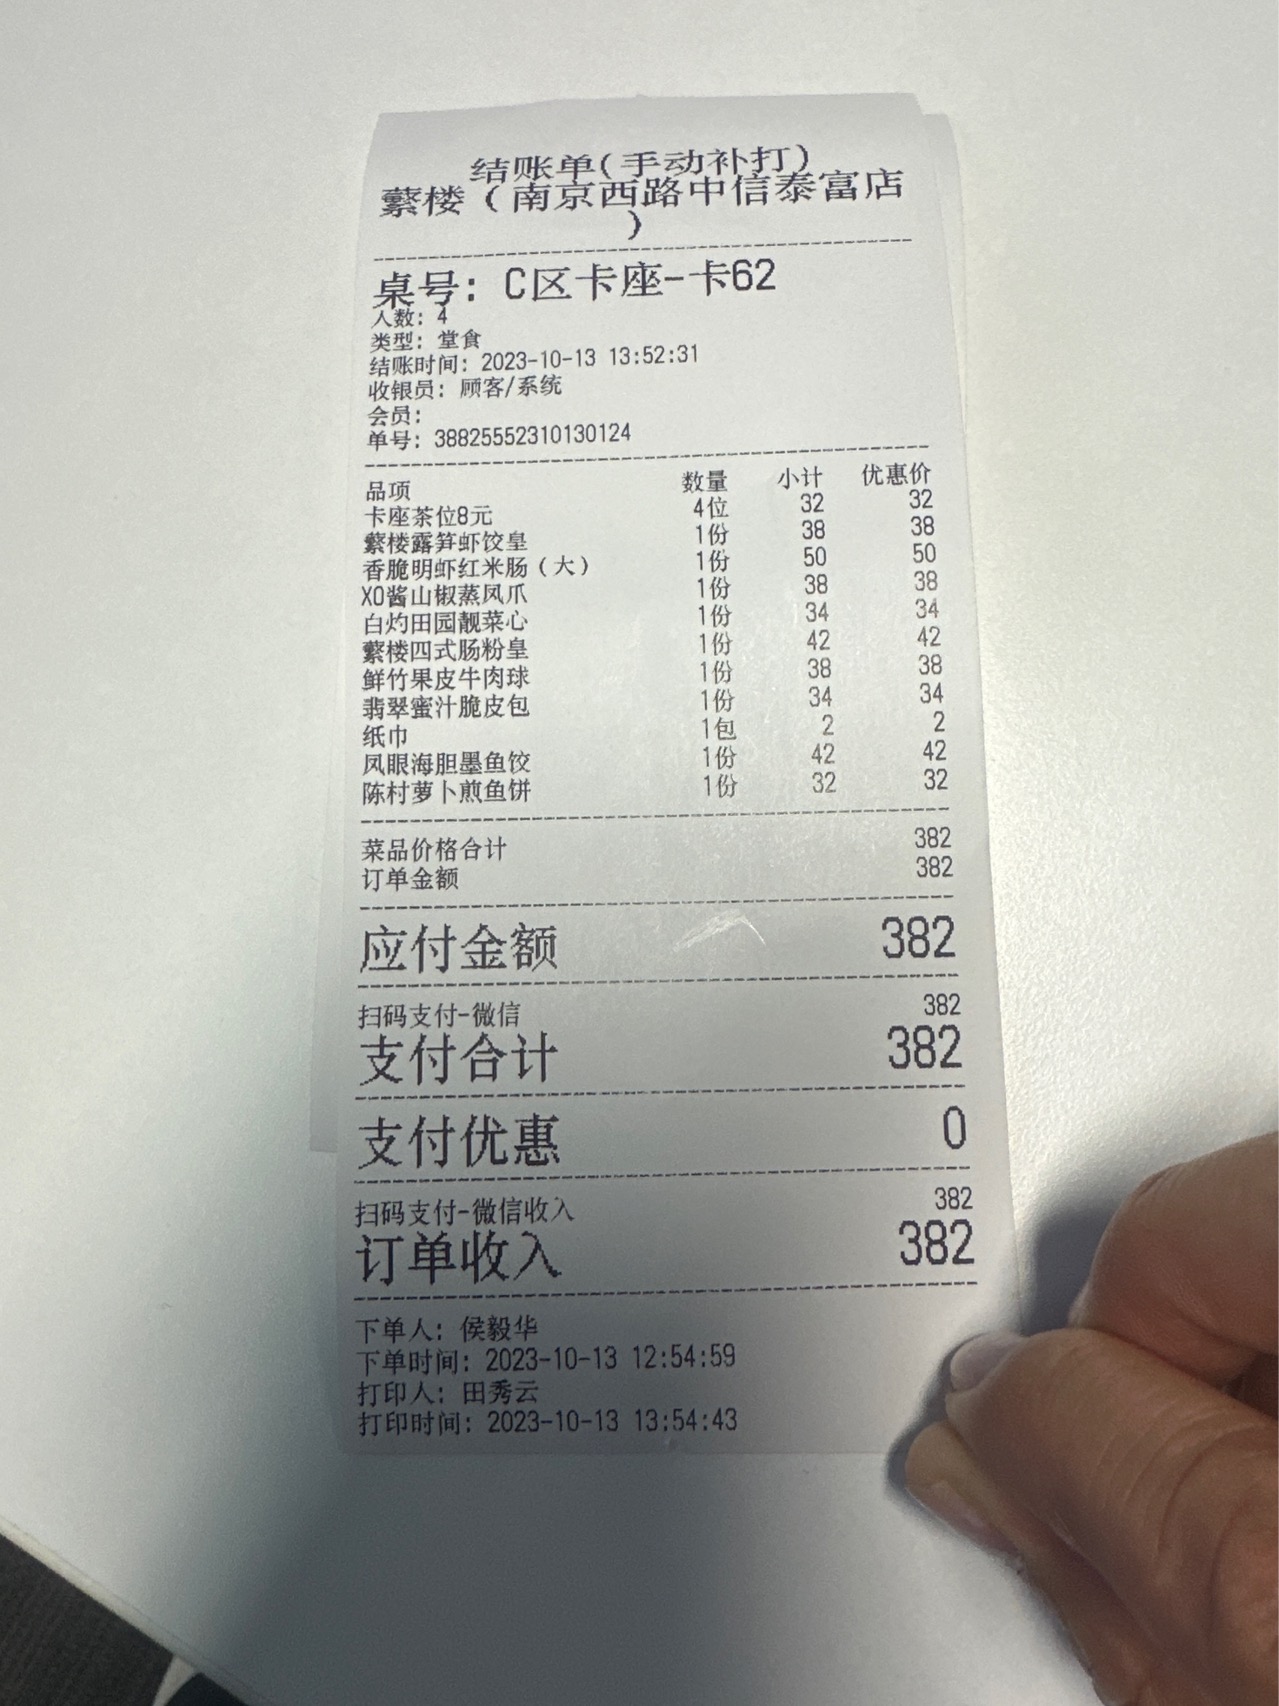 结账单(手动补打)
蘩楼（南京西路中信泰富店
）
桌号: C区卡座-卡62
人数: 4
类型: 堂食
结账时间: 2023-10-13 13:52:31
收银员: 顾客/系统
会员:
单号: 38825552310130124
品项 数量 小计 优惠价
卡座茶位8元 4位 32 32
蘩楼露笋虾饺皇 1份 38 38
香脆明虾红米肠（大） 1份 50 50
XO酱山椒蒸凤爪 1份 38 38
白灼田园靓菜心 1份 34 34
蘩楼四式肠粉皇 1份 42 42
鲜竹果皮牛肉球 1份 38 38
翡翠蜜汁脆皮包 1份 34 34
纸巾 1包 2 2
凤眼海胆墨鱼饺 1份 42 42
陈村萝卜煎鱼饼 1份 32 32
菜品价格合计 382
订单金额 382
应付金额 382
扫码支付-微信 382
支付合计 382
支付优惠 0
扫码支付-微信收入 382
订单收入 382
下单人: 侯毅华
下单时间: 2023-10-13 12:54:59
打印人: 田秀云
打印时间: 2023-10-13 13:54:43